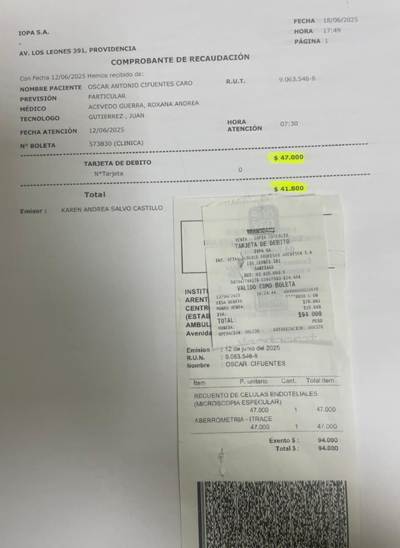 FECHA 18/06/2025
IOPA S.A.
HORA 17:49
-
PÁGINA 1
AV. LOS LEONES 391, PROVIDENCIA
COMPROBANTE DE RECAUDACIÓN
Con Fecha 12/06/2025 Hemos recibido de:
NOMBRE PACIENTE OSCAR ANTONIO CIFUENTES CARO R.U.T. 9.063.546-8
PREVISIÓN PARTICULAR
MÉDICO ACEVEDO GUERRA, ROXANA ANDREA
TECNOLOGO GUTIERREZ , JUAN
FECHA ATENCIÓN 12/06/2025 HORA ATENCIÓN 07:30
N° BOLETA 573830 (CLINICA)
$ 47.000
TARJETA DE DEBITO
N°Tarjeta 0
Total $ 41.800
Emisor : KAREN ANDREA SALVO CASTILLO
TARJETA DE DEBITO
LOS LEONES 391
SANTIAGO
VALIDO COMO BOLETA
TOTAL: $94.000
INSTIT
ARENT
CENTR
(ESTAB
AMBUL
Avenida
Emision : 12 de junio del 2025
R.U.N. : 9.063.546-8
Nombre : OSCAR CIFUENTES
Item P. unitario Cant. Total item
RECUENTO DE CELULAS ENDOTELIALES
(MICROSCOPIA ESPECULAR)
47.000 1 47.000
ABERROMETRIA - ITRACE
47.000 1 47.000
Exento $ : 94.000
Total $ : 94.000